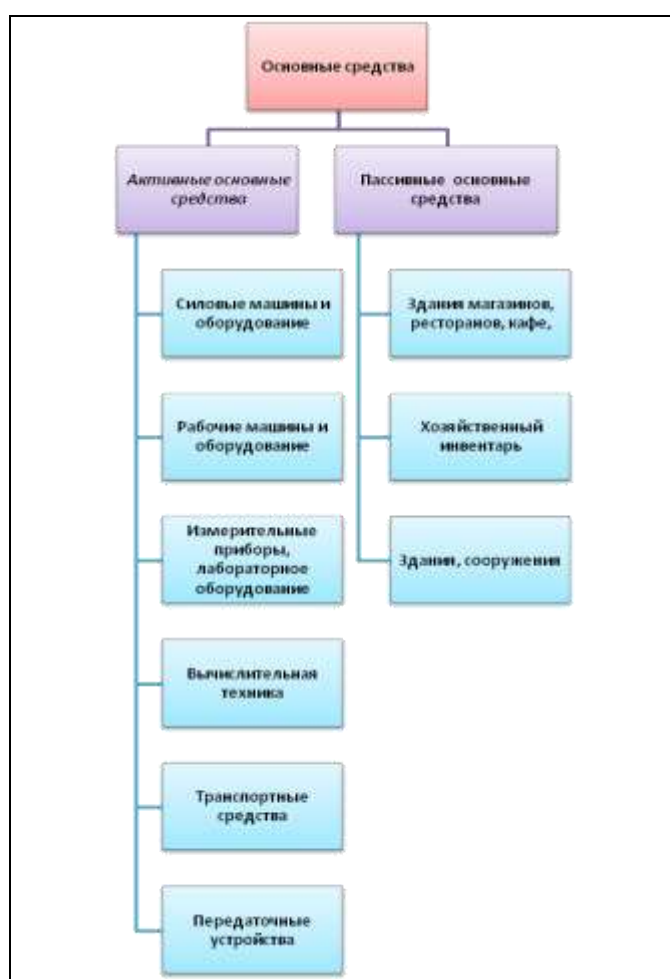 Основные средства
Активные основные
средства
Силовые машины и
оборудование
Рабочие машины и
оборудование
Измерительные
приборы,
лабораторное
оборудование
Вычислительная
техника
Транспортные
средства
Передаточные
устройства
Пассивные основные
средства
Здания магазинов,
ресторанов, кафе,
Хозяйственный
инвентарь
Здания, сооружения